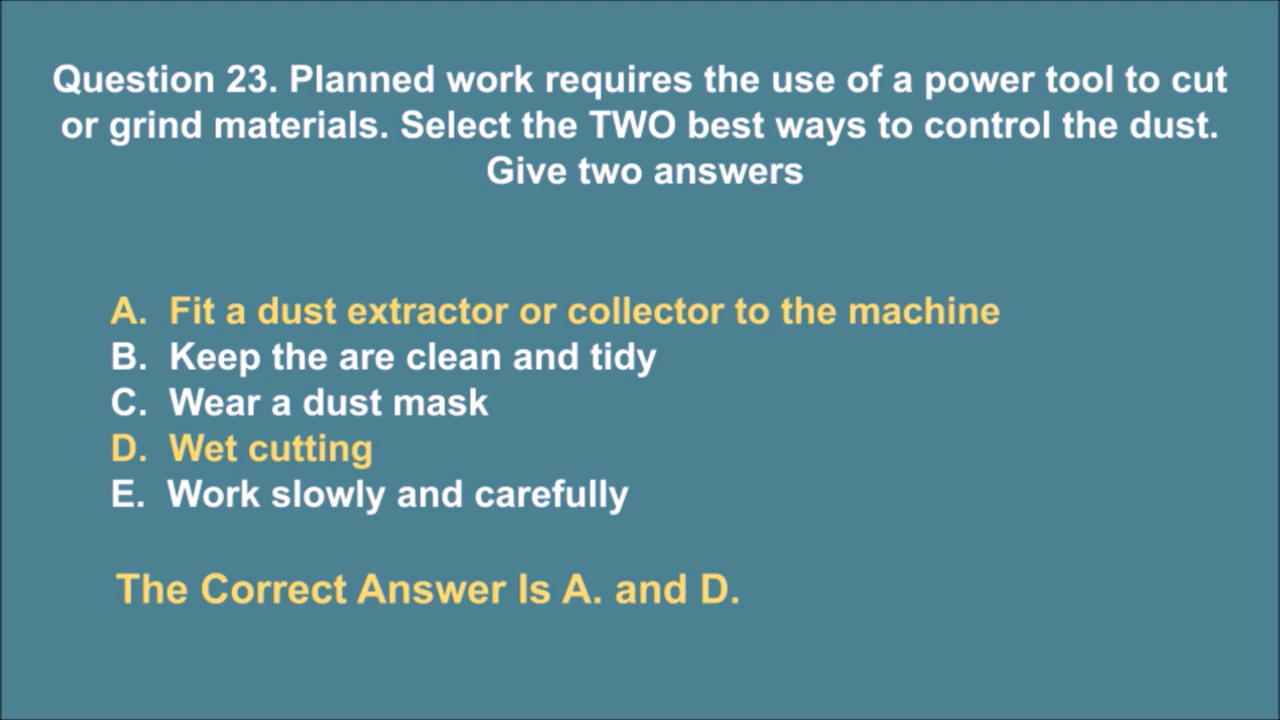 Question 23. Planned work requires the use of a power tool to cut
or grind materials. Select the TWO best ways to control the dust.
Give two answers
A. Fit a dust extractor or collector to the machine
B. Keep the are clean and tidy
C. Wear a dust mask
D. Wet cutting
E. Work slowly and carefully
The Correct Answer Is A. and D.